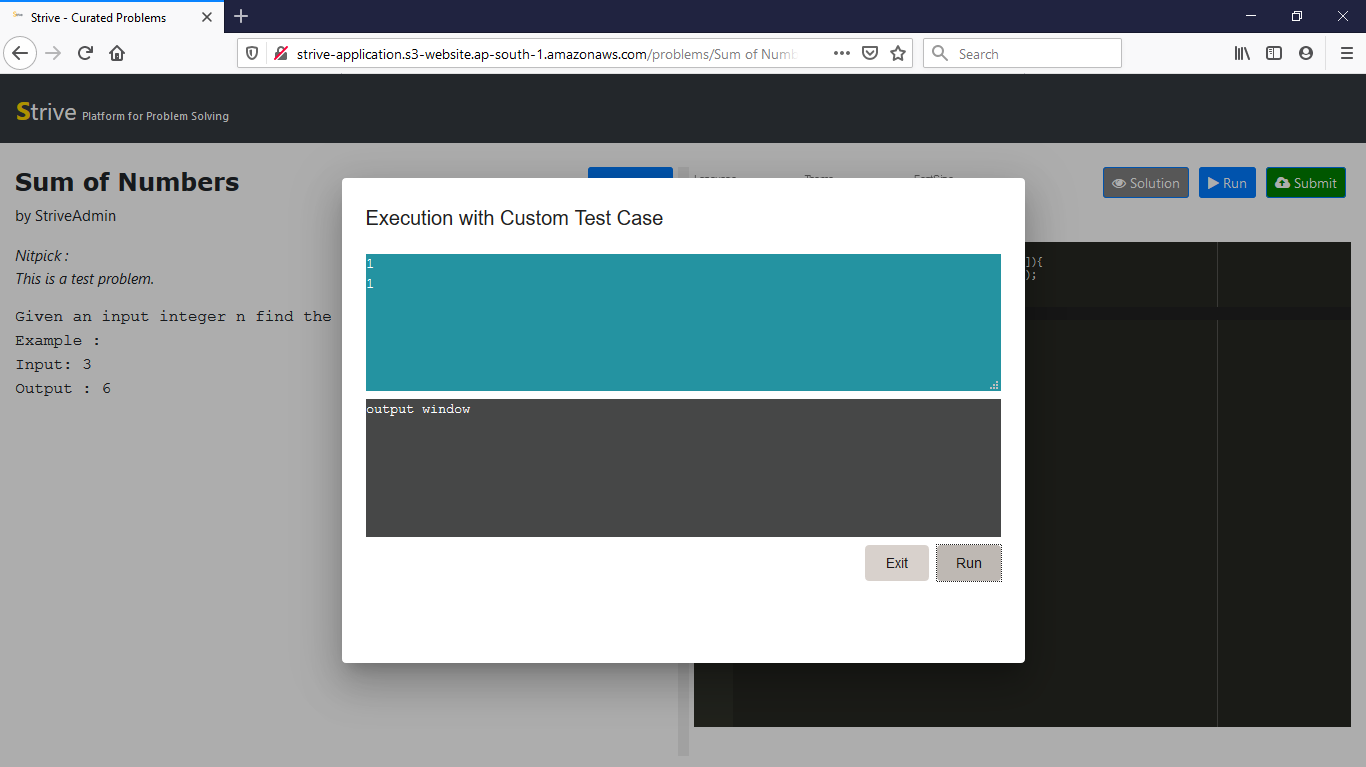 Strive - Curated Problems
strive-application.s3-website.ap-south-1.amazonaws.com/problems/Sum of Numb
Search
Strive Platform for Problem Solving
Sum of Numbers
by StriveAdmin
Nitpick :
This is a test problem.
Given an input integer n find the
Example :
Input: 3
Output : 6
Language Theme FontSize
Solution
Run
Submit
]){
);
Execution with Custom Test Case
1
1
output window
Exit
Run